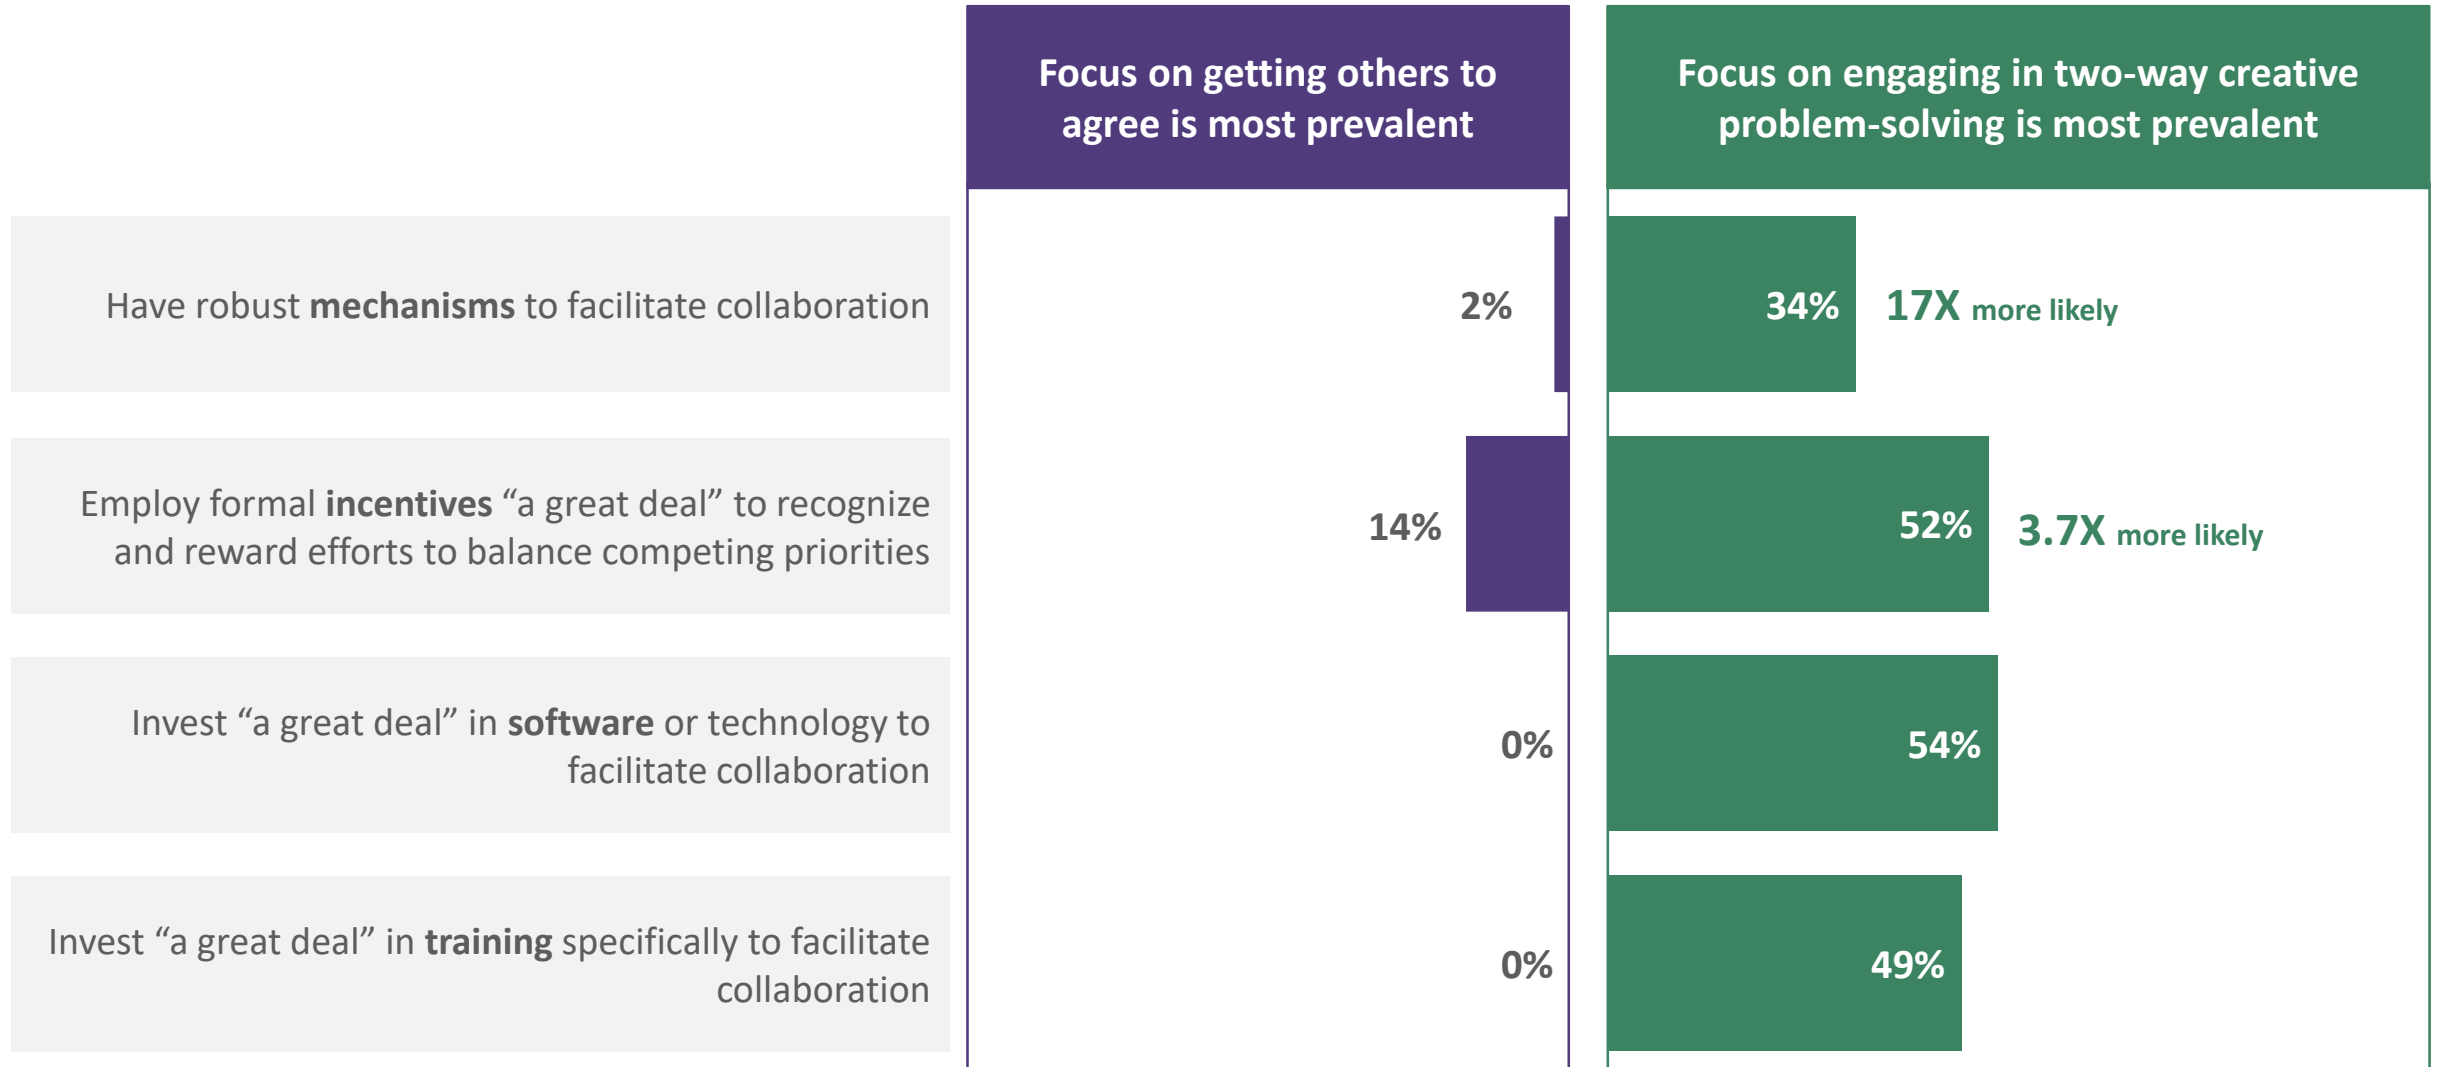 Focus on getting others to
agree is most prevalent
Focus on engaging in two-way creative
problem-solving is most prevalent
Have robust mechanisms to facilitate collaboration
2%
34%
17X more likely
Employ formal incentives “a great deal” to recognize
and reward efforts to balance competing priorities
14%
52%
3.7X more likely
Invest “a great deal” in software or technology to
facilitate collaboration
0%
54%
Invest “a great deal” in training specifically to facilitate
collaboration
0%
49%